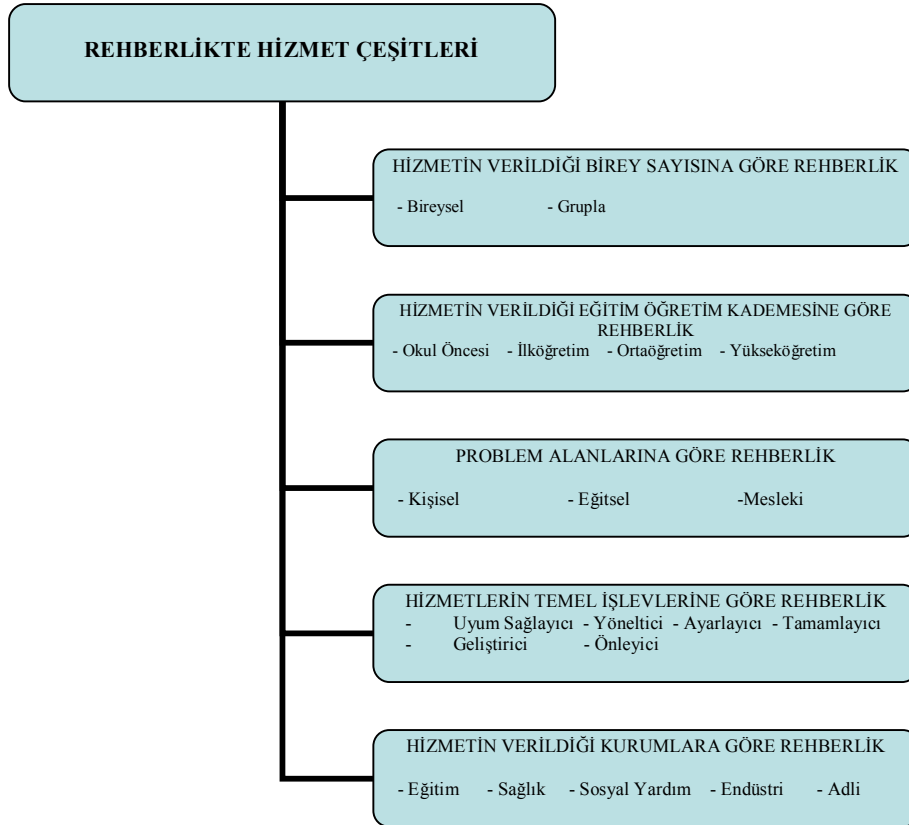 REHBERLİKTE HİZMET ÇEŞİTLERİ
HİZMETİN VERİLDİĞİ BİREY SAYISINA GÖRE REHBERLİK
- Bireysel - Grupla
HİZMETİN VERİLDİĞİ EĞİTİM ÖĞRETİM KADEMESİNE GÖRE
REHBERLİK
- Okul Öncesi - İlköğretim - Ortaöğretim - Yükseköğretim
PROBLEM ALANLARINA GÖRE REHBERLİK
- Kişisel - Eğitsel -Mesleki
HİZMETLERİN TEMEL İŞLEVLERİNE GÖRE REHBERLİK
- Uyum Sağlayıcı - Yöneltici - Ayarlayıcı - Tamamlayıcı
- Geliştirici - Önleyici
HİZMETİN VERİLDİĞİ KURUMLARA GÖRE REHBERLİK
- Eğitim - Sağlık - Sosyal Yardım - Endüstri - Adli